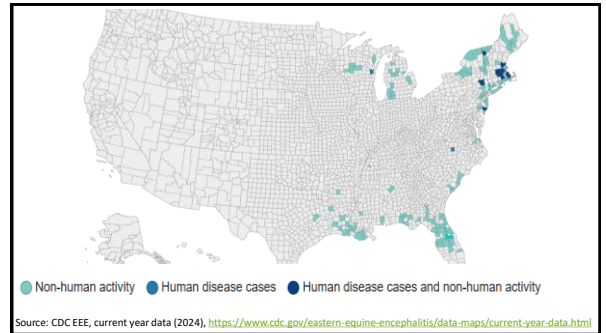 Non-human activity Human disease cases Human disease cases and non-human activity
Source: CDC EEE, current year data (2024), https://www.cdc.gov/eastern-equine-encephalitis/data-maps/current-year-data.html